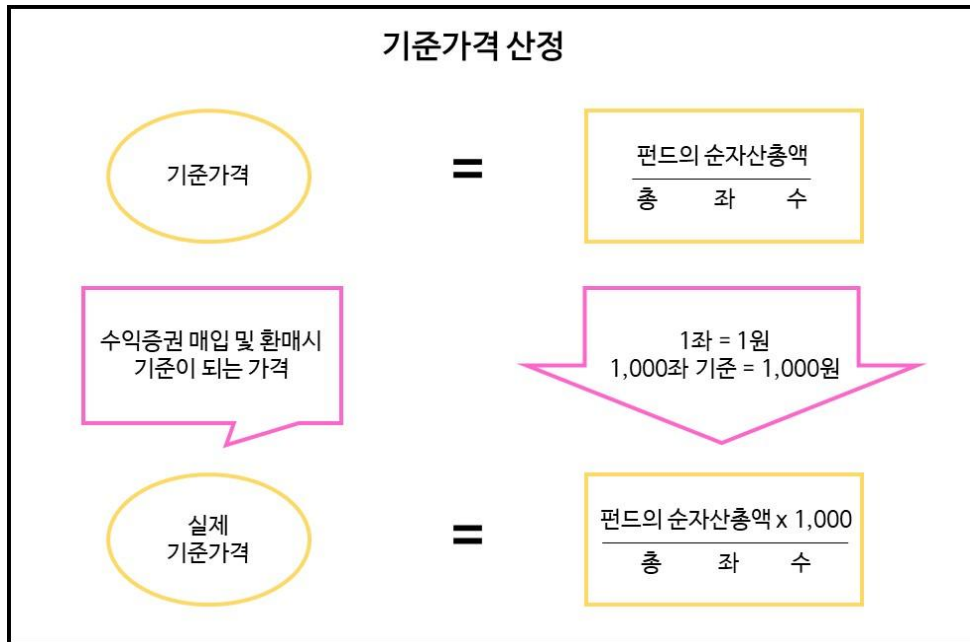 기준가격 산정
기준가격
=
펀드의 순자산총액
총 좌 수
수익증권 매입 및 환매시
기준이 되는 가격
1좌 = 1원
1,000좌 기준 = 1,000원
실제
기준가격
=
펀드의 순자산총액 x 1,000
총 좌 수